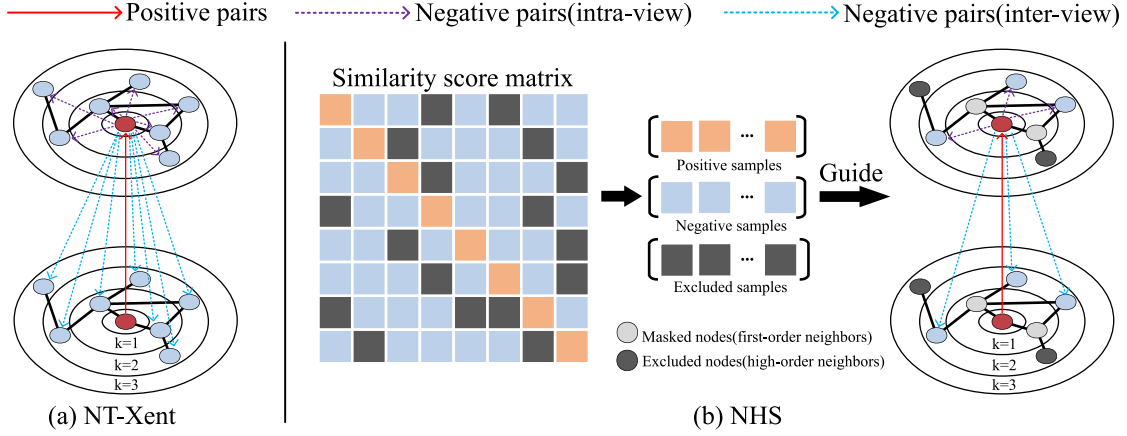 Positive pairs
Negative pairs(intra-view)
Negative pairs(inter-view)
Similarity score matrix
...
Positive samples
...
Negative samples
...
Excluded samples
Guide
Masked nodes(first-order neighbors)
Excluded nodes(high-order neighbors)
k=1
k=2
k=3
k=1
k=2
k=3
(a) NT-Xent
(b) NHS